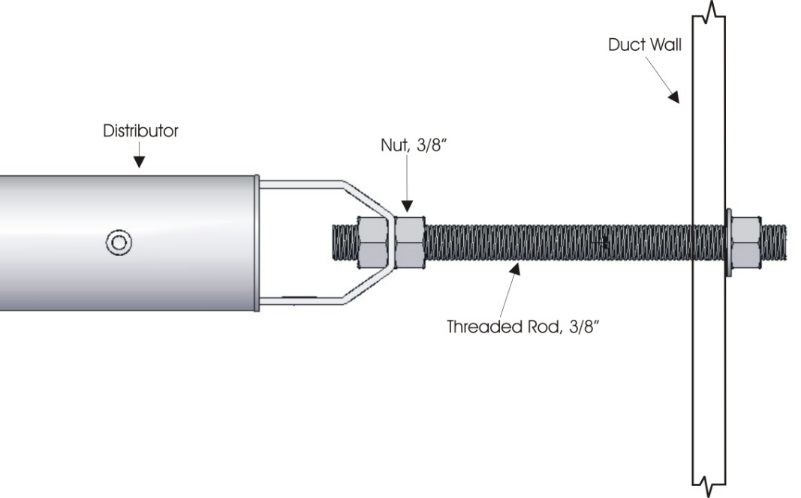 Duct Wall
Distributor
Nut, 3/8”
Threaded Rod, 3/8”